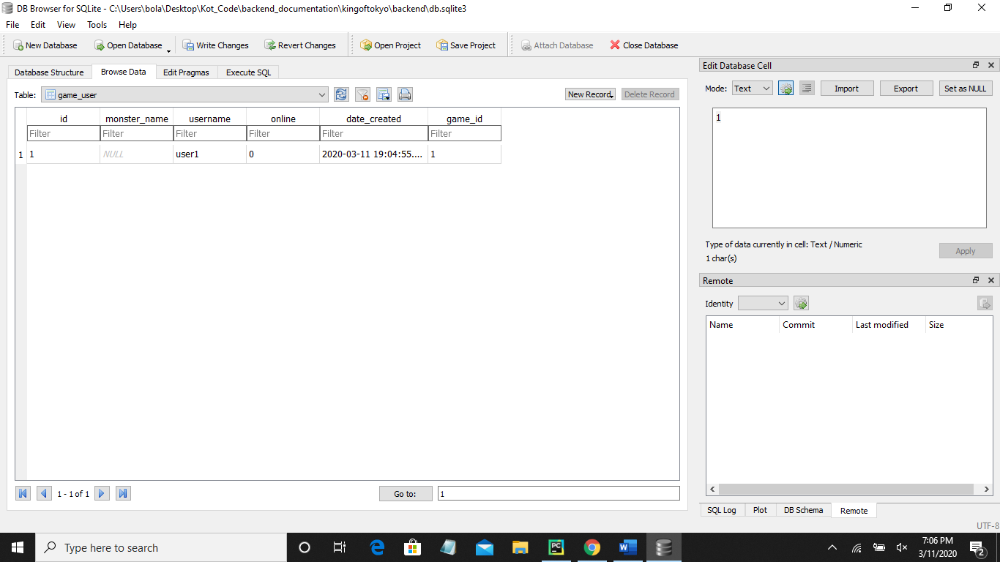 DB Browser for SQLite - C:\Users\bola\Desktop\Kot_Code\backend_documentation\kingoftokyo\backend\db.sqlite3
File Edit View Tools Help
New Database Open Database Write Changes Revert Changes Open Project Save Project Attach Database Close Database
Database Structure Browse Data Edit Pragmas Execute SQL
Table: game_user New Record Delete Record
id monster_name username online date_created game_id
Filter Filter Filter Filter Filter Filter
1 1 NULL user1 0 2020-03-11 19:04:55.... 1
1 - 1 of 1 Go to: 1
Edit Database Cell
Mode: Text Import Export Set as NULL
1
Type of data currently in cell: Text / Numeric
1 char(s)
Apply
Remote
Identity
Name Commit Last modified Size
SQL Log Plot DB Schema Remote
UTF-8
Type here to search
PC
W
7:06 PM
3/11/2020
2